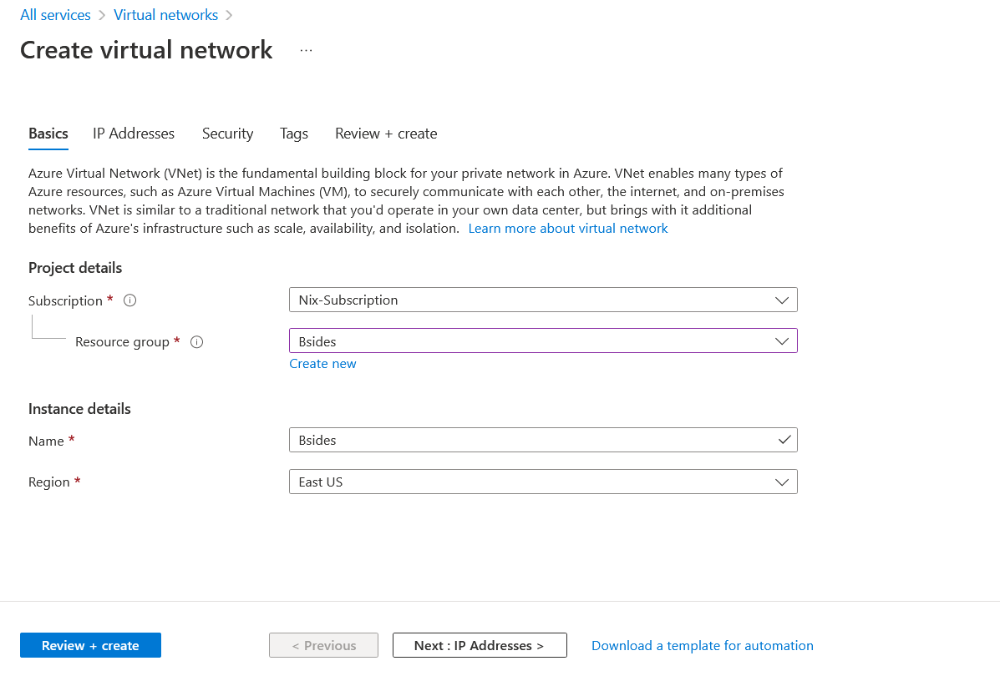 All services > Virtual networks >
Create virtual network ...
Basics IP Addresses Security Tags Review + create
Azure Virtual Network (VNet) is the fundamental building block for your private network in Azure. VNet enables many types of
Azure resources, such as Azure Virtual Machines (VM), to securely communicate with each other, the internet, and on-premises
networks. VNet is similar to a traditional network that you'd operate in your own data center, but brings with it additional
benefits of Azure's infrastructure such as scale, availability, and isolation. Learn more about virtual network
Project details
Subscription * Nix-Subscription
Resource group * Bsides
Create new
Instance details
Name * Bsides
Region * East US
Review + create < Previous Next : IP Addresses > Download a template for automation